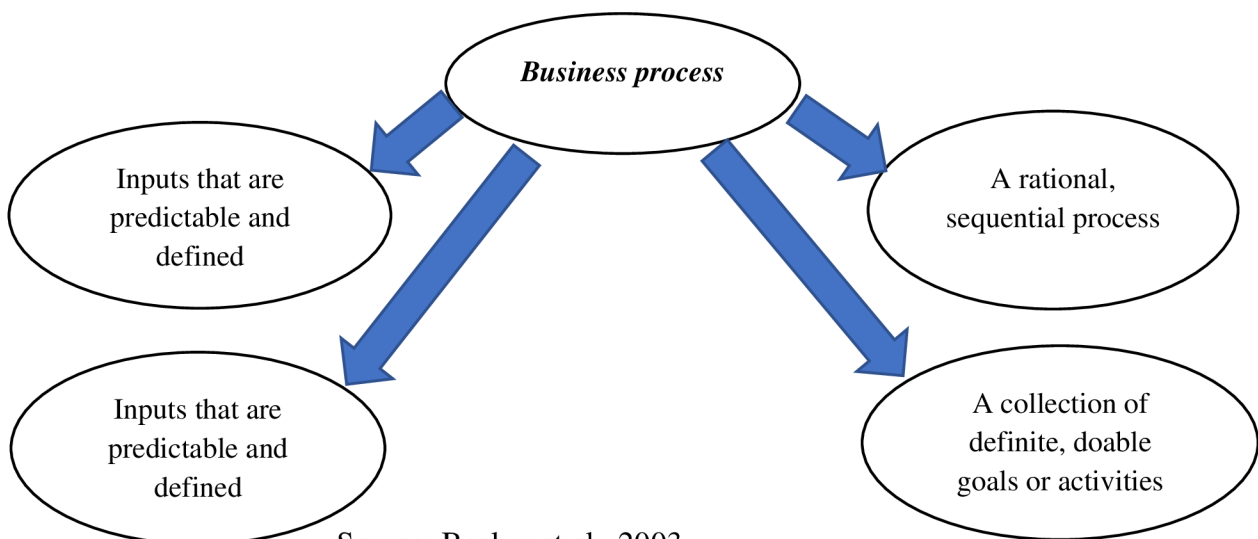 Business process
Inputs that are
predictable and
defined
A rational,
sequential process
Inputs that are
predictable and
defined
A collection of
definite, doable
goals or activities
2003